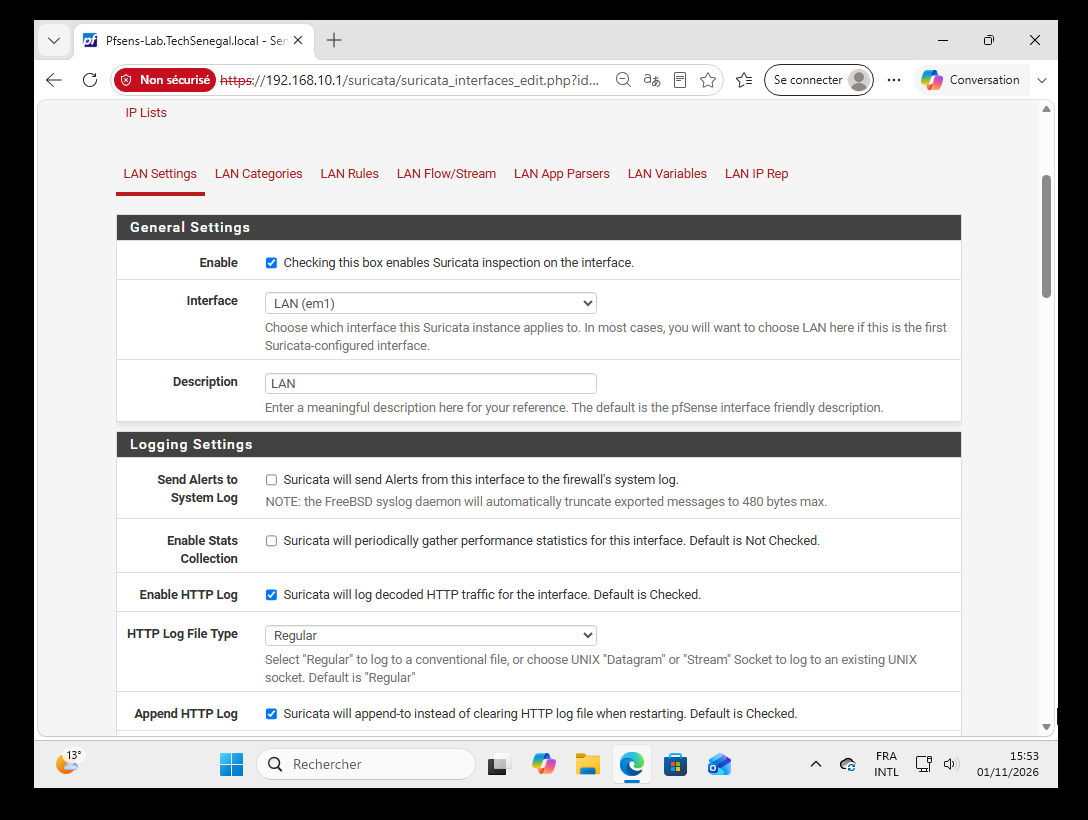 Pfsens-Lab.TechSenegal.local - Ser
Non sécurisé https://192.168.10.1/suricata/suricata_interfaces_edit.php?id... Se connecter Conversation
IP Lists
LAN Settings LAN Categories LAN Rules LAN Flow/Stream LAN App Parsers LAN Variables LAN IP Rep
General Settings
Enable Checking this box enables Suricata inspection on the interface.
Interface LAN (em1)
Choose which interface this Suricata instance applies to. In most cases, you will want to choose LAN here if this is the first
Suricata-configured interface.
Description LAN
Enter a meaningful description here for your reference. The default is the pfSense interface friendly description.
Logging Settings
Send Alerts to Suricata will send Alerts from this interface to the firewall's system log.
System Log NOTE: the FreeBSD syslog daemon will automatically truncate exported messages to 480 bytes max.
Enable Stats Suricata will periodically gather performance statistics for this interface. Default is Not Checked.
Collection
Enable HTTP Log Suricata will log decoded HTTP traffic for the interface. Default is Checked.
HTTP Log File Type Regular
Select "Regular" to log to a conventional file, or choose UNIX "Datagram" or "Stream" Socket to log to an existing UNIX
socket. Default is "Regular"
Append HTTP Log Suricata will append-to instead of clearing HTTP log file when restarting. Default is Checked.
13° Rechercher FRA 15:53
INTL 01/11/2026